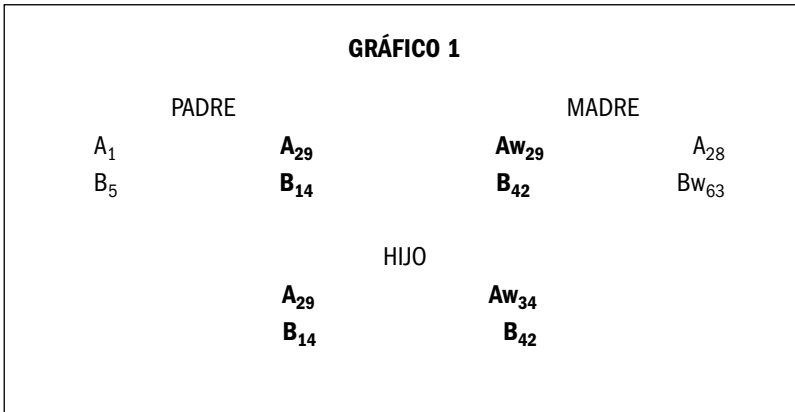 GRÁFICO 1
PADRE MADRE
A1 A29 Aw29 A28
B5 B14 B42 Bw63
HIJO
A29 Aw34
B14 B42